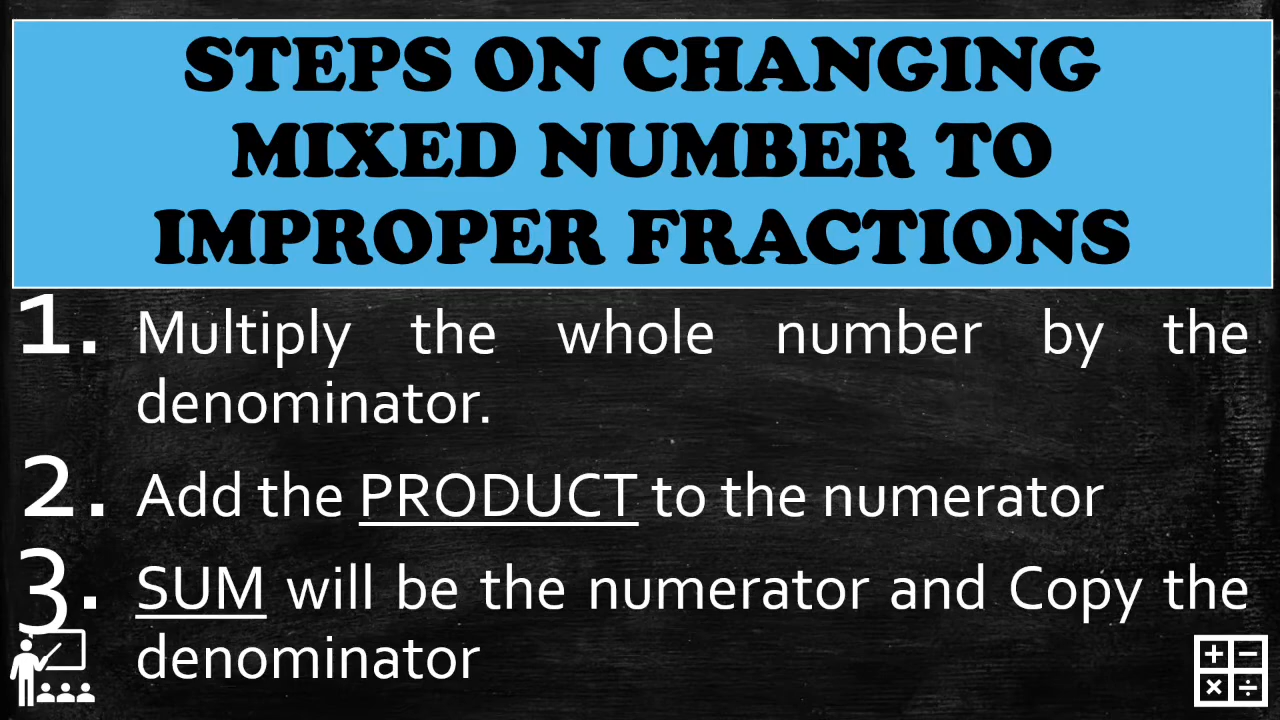 STEPS ON CHANGING
MIXED NUMBER TO
IMPROPER FRACTIONS
1. Multiply the whole number by the
denominator.
2. Add the PRODUCT to the numerator
3. SUM will be the numerator and Copy the
denominator
+ −
× ÷